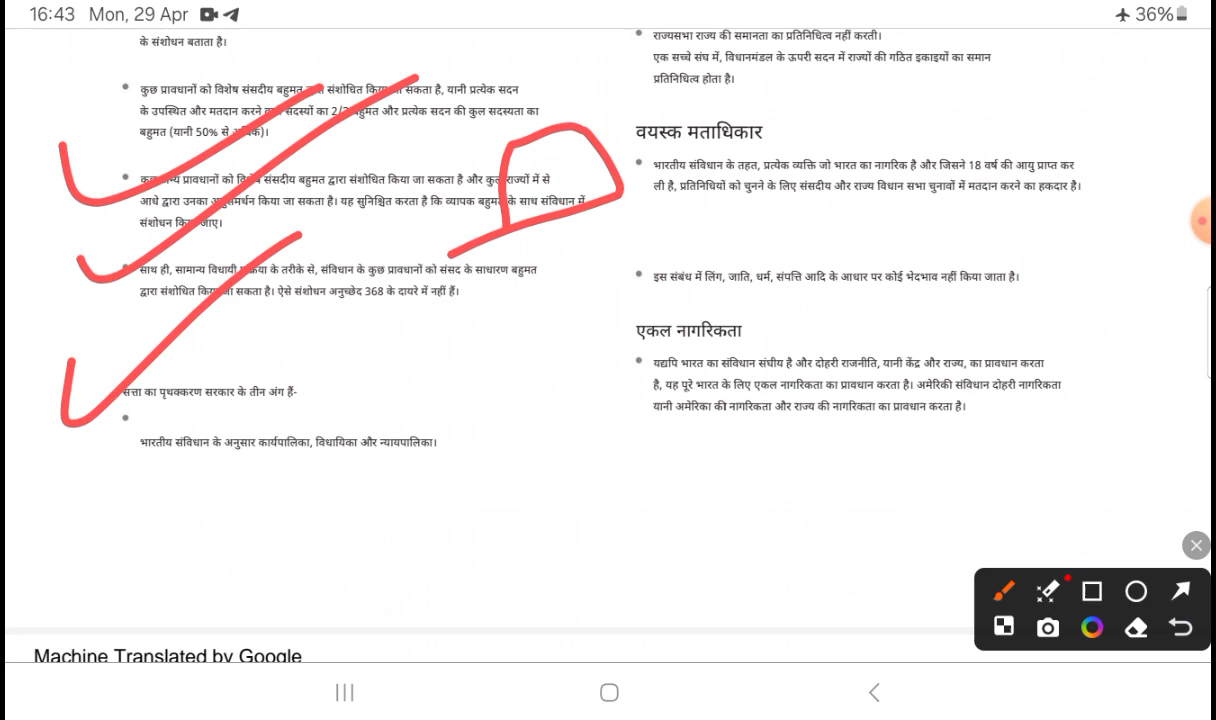 16:43 Mon, 29 Apr
36%
के संशोधन बताता है।
कुछ प्रावधानों को विशेष संसदीय बहुमत संशोधित किया सकता है, यानी प्रत्येक सदन
के उपस्थित और मतदान करने सदस्यों का 2/3 बहुमत और प्रत्येक सदन की कुल सदस्यता का
बहुमत (यानी 50% से अधिक)।
कुछ अन्य प्रावधानों को विशेष संसदीय बहुमत द्वारा संशोधित किया जा सकता है और कुल राज्यों में से
आधे द्वारा उनका अनुसमर्थन किया जा सकता है। यह सुनिश्चित करता है कि व्यापक बहुमत के साथ संविधान में
संशोधन किया जाए।
साथ ही, सामान्य विधायी प्रक्रिया के तरीके से, संविधान के कुछ प्रावधानों को संसद के साधारण बहुमत
द्वारा संशोधित किया जा सकता है। ऐसे संशोधन अनुच्छेद 368 के दायरे में नहीं हैं।
सत्ता का पृथक्करण सरकार के तीन अंग हैं-
भारतीय संविधान के अनुसार कार्यपालिका, विधायिका और न्यायपालिका।
राज्यसभा राज्य की समानता का प्रतिनिधित्व नहीं करती।
एक सच्चे संघ में, विधानमंडल के ऊपरी सदन में राज्यों की गठित इकाइयों का समान
प्रतिनिधित्व होता है।
वयस्क मताधिकार
भारतीय संविधान के तहत, प्रत्येक व्यक्ति जो भारत का नागरिक है और जिसने 18 वर्ष की आयु प्राप्त कर
ली है, प्रतिनिधियों को चुनने के लिए संसदीय और राज्य विधान सभा चुनावों में मतदान करने का हकदार है।
इस संबंध में लिंग, जाति, धर्म, संपत्ति आदि के आधार पर कोई भेदभाव नहीं किया जाता है।
एकल नागरिकता
यद्यपि भारत का संविधान संघीय है और दोहरी राजनीति, यानी केंद्र और राज्य, का प्रावधान करता
है, यह पूरे भारत के लिए एकल नागरिकता का प्रावधान करता है। अमेरिकी संविधान दोहरी नागरिकता
यानी अमेरिका की नागरिकता और राज्य की नागरिकता का प्रावधान करता है।
Machine Translated by Google